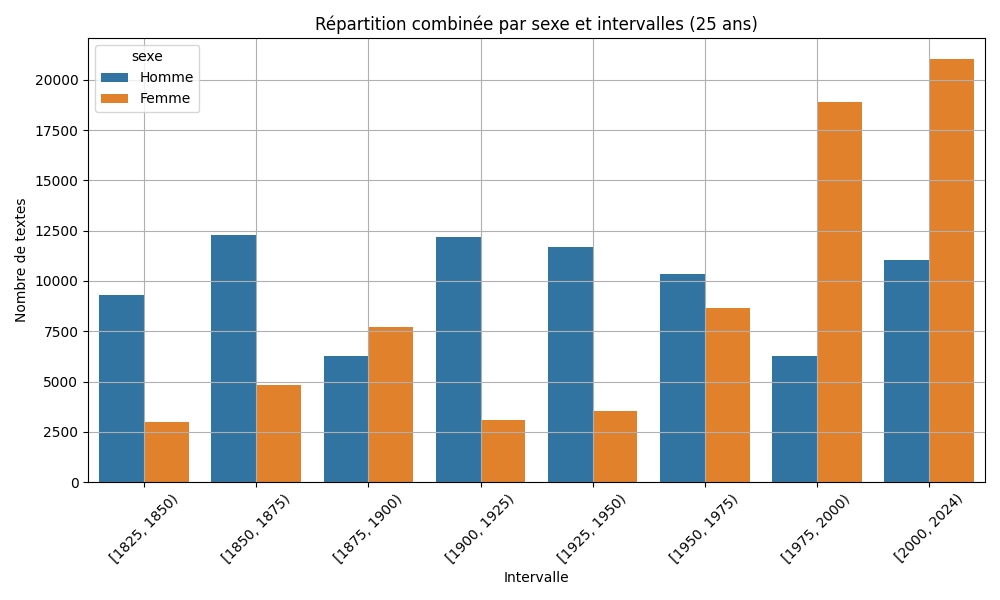 Répartition combinée par sexe et intervalles (25 ans)
sexe
Homme
Femme
Nombre de textes
20000
17500
15000
12500
10000
7500
5000
2500
0
[1825, 1850)
[1850, 1875)
[1875, 1900)
[1900, 1925)
[1925, 1950)
[1950, 1975)
[1975, 2000)
[2000, 2024)
Intervalle